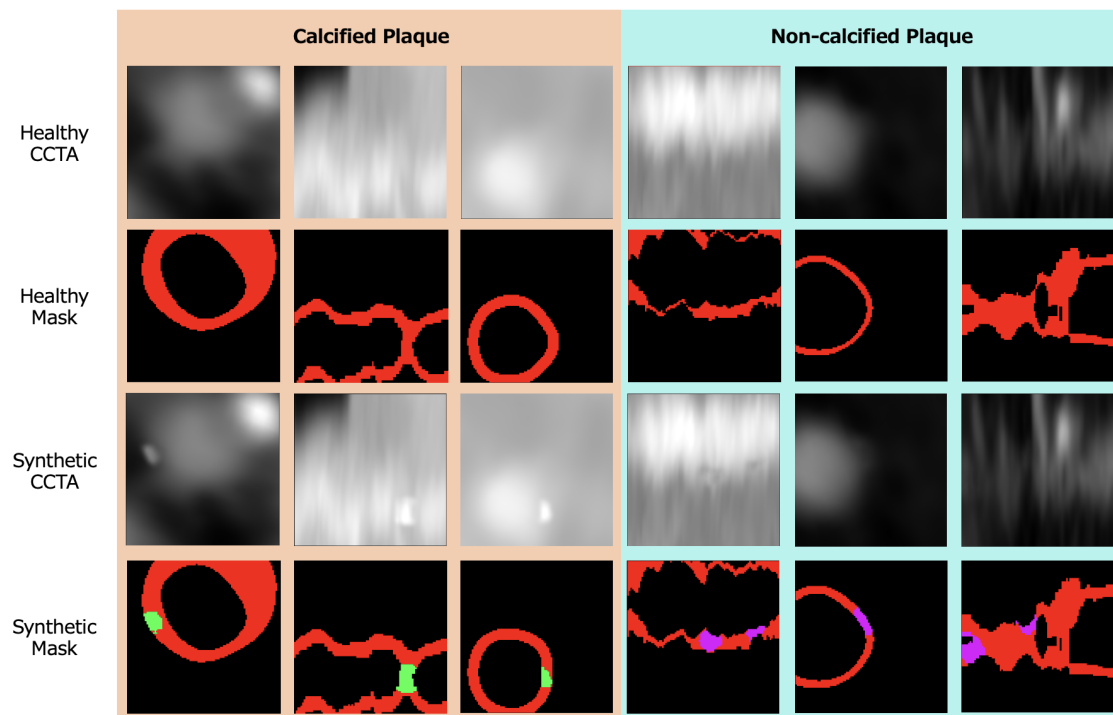 Calcified Plaque
Non-calcified Plaque
Healthy
CCTA
Healthy
Mask
Synthetic
CCTA
Synthetic
Mask